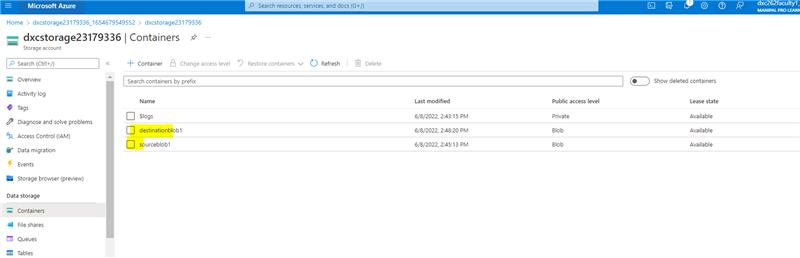 Microsoft Azure
Search resources, services, and docs (G+/)
dxc262faculty1
MANIPAL PRO LEARN
Home > dxcstorage23179336_1654679549552 > dxcstorage23179336
dxcstorage23179336 | Containers
Storage account
Search (Ctrl+/)
Container
Change access level
Restore containers
Refresh
Delete
Search containers by prefix
Show deleted containers
Overview
Activity log
Tags
Diagnose and solve problems
Access Control (IAM)
Data migration
Events
Storage browser (preview)
Data storage
Containers
File shares
Queues
Tables
Name Last modified Public access level Lease state
$logs 6/8/2022, 2:43:15 PM Private Available
destinationblob1 6/8/2022, 2:48:20 PM Blob Available
sourceblob1 6/8/2022, 2:45:13 PM Blob Available